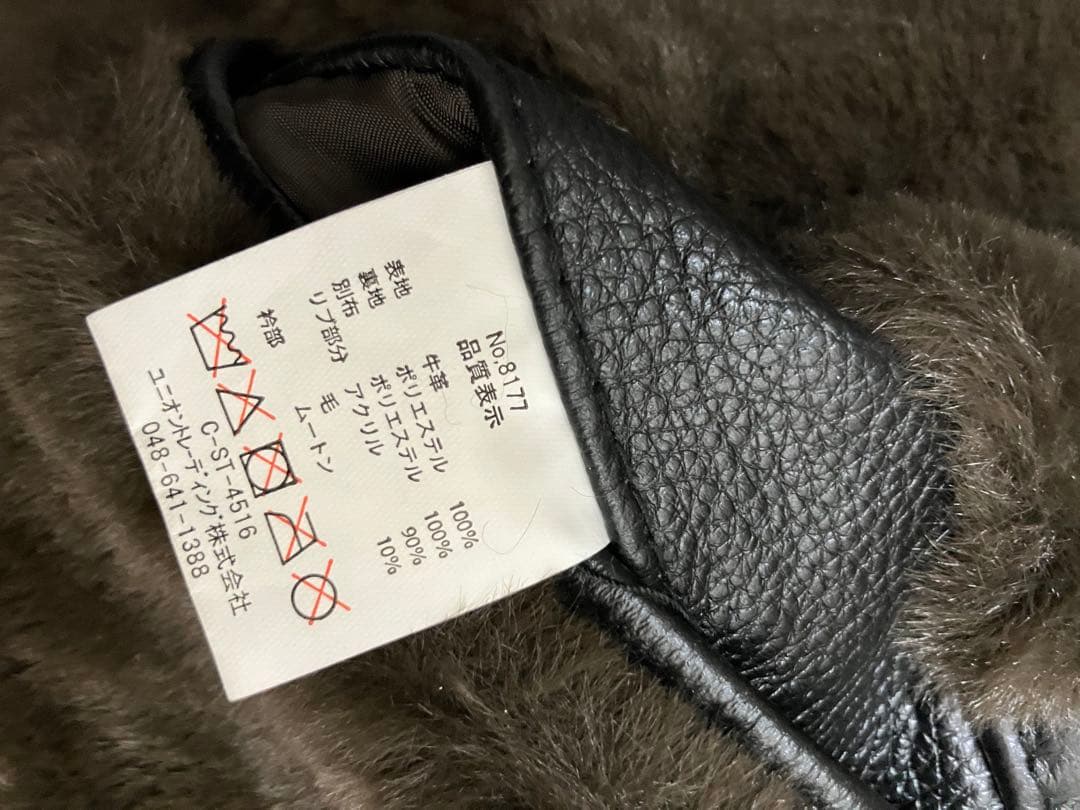 No,8177
品質表示
表地 牛革
裏地 ポリエステル 100%
別布 ポリエステル 100%
リブ部分 アクリル 90%
毛 10%
衿部 ムートン
C-ST-4516
ユニオントレーディング株式会社
048-641-1388